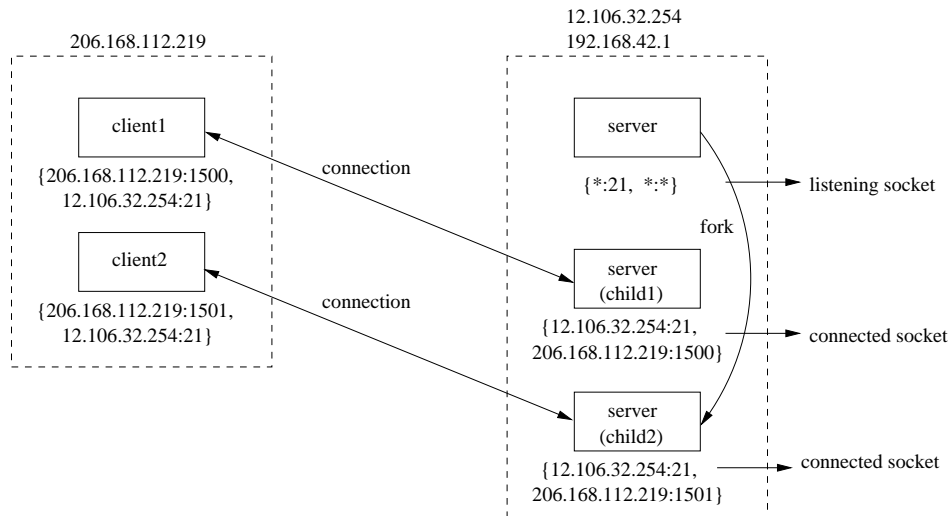 12.106.32.254
206.168.112.219
192.168.42.1
client1
server
connection
{206.168.112.219:1500,
12.106.32.254:21}
{*:21, *:*}
listening socket
fork
client2
server
(child1)
connection
{206.168.112.219:1501,
12.106.32.254:21}
{12.106.32.254:21,
206.168.112.219:1500}
connected socket
server
(child2)
{12.106.32.254:21,
206.168.112.219:1501}
connected socket